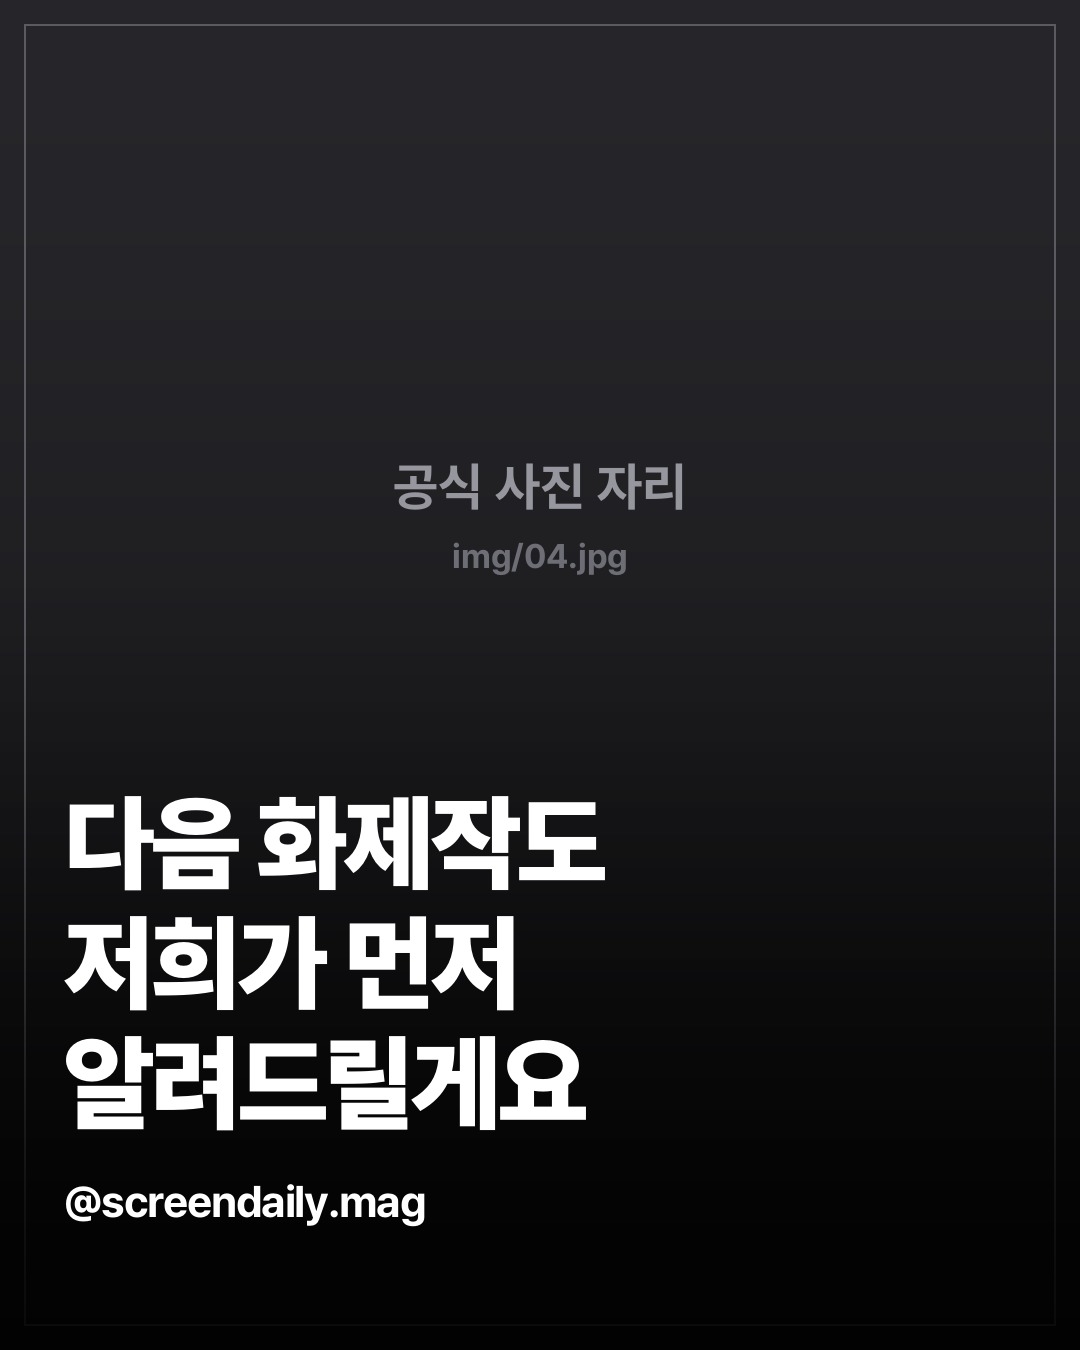 공식 사진 자리
img/04.jpg
다음 화제작도
저희가 먼저
알려드릴게요
@screendaily.mag